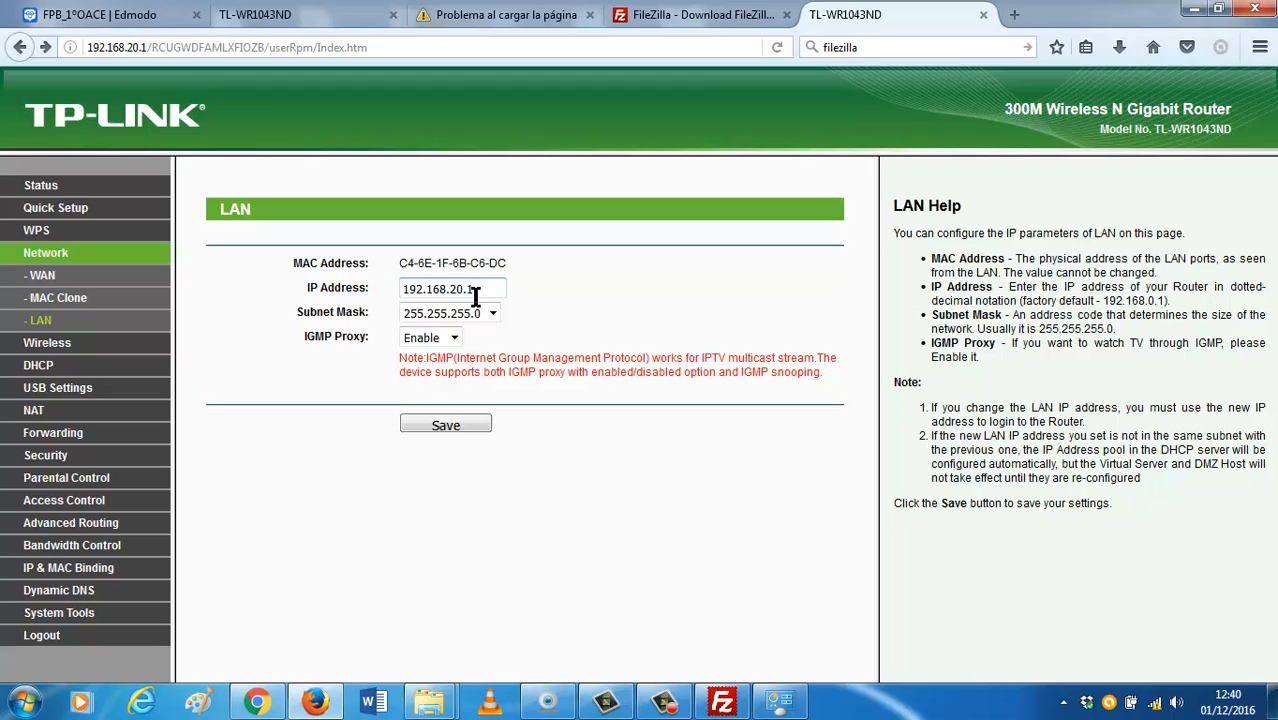 FPB_1ºOACE | Edmodo
TL-WR1043ND
Problema al cargar la página
FileZilla - Download FileZil...
TL-WR1043ND
192.168.20.1/RCUGWDFAMLXFIOZB/userRpm/Index.htm
filezilla
TP-LINK®
300M Wireless N Gigabit Router
Model No. TL-WR1043ND
Status
Quick Setup
WPS
Network
- WAN
- MAC Clone
- LAN
Wireless
DHCP
USB Settings
NAT
Forwarding
Security
Parental Control
Access Control
Advanced Routing
Bandwidth Control
IP & MAC Binding
Dynamic DNS
System Tools
Logout
LAN
MAC Address: C4-6E-1F-6B-C6-DC
IP Address: 192.168.20.1
Subnet Mask: 255.255.255.0
IGMP Proxy: Enable
Note:IGMP(Internet Group Management Protocol) works for IPTV multicast stream.The
device supports both IGMP proxy with enabled/disabled option and IGMP snooping.
Save
LAN Help
You can configure the IP parameters of LAN on this page.
• MAC Address - The physical address of the LAN ports, as seen
from the LAN. The value cannot be changed.
• IP Address - Enter the IP address of your Router in dotted-
decimal notation (factory default - 192.168.0.1).
• Subnet Mask - An address code that determines the size of the
network. Usually it is 255.255.255.0.
• IGMP Proxy - If you want to watch TV through IGMP, please
Enable it.
Note:
1. If you change the LAN IP address, you must use the new IP
address to login to the Router.
2. If the new LAN IP address you set is not in the same subnet with
the previous one, the IP Address pool in the DHCP server will be
configured automatically, but the Virtual Server and DMZ Host will
not take effect until they are re-configured
Click the Save button to save your settings.
12:40
01/12/2016